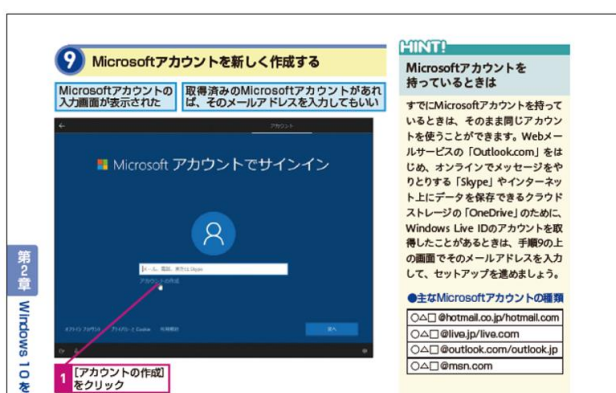 9 Microsoftアカウントを新しく作成する
Microsoftアカウントの
入力画面が表示された
取得済みのMicrosoftアカウントがあれ
ば、そのメールアドレスを入力してもいい
アカウント
Microsoft アカウントでサインイン
メール、電話、または Skype
アカウントの作成
次へ
1 [アカウントの作成]
をクリック
第2章 Windows 10を
HINT!
Microsoftアカウントを
持っているときは
すでにMicrosoftアカウントを持って
いるときは、そのまま同じアカウン
トを使うことができます。Webメー
ルサービスの「Outlook.com」をは
じめ、オンラインでメッセージをや
りとりする「Skype」やインターネッ
ト上にデータを保存できるクラウド
ストレージの「OneDrive」のために、
Windows Live IDのアカウントを取
得したことがあるときは、手順9の上
の画面でそのメールアドレスを入力
して、セットアップを進めましょう。
●主なMicrosoftアカウントの種類
○△□@hotmail.co.jp/hotmail.com
○△□@live.jp/live.com
○△□@outlook.com/outlook.jp
○△□@msn.com